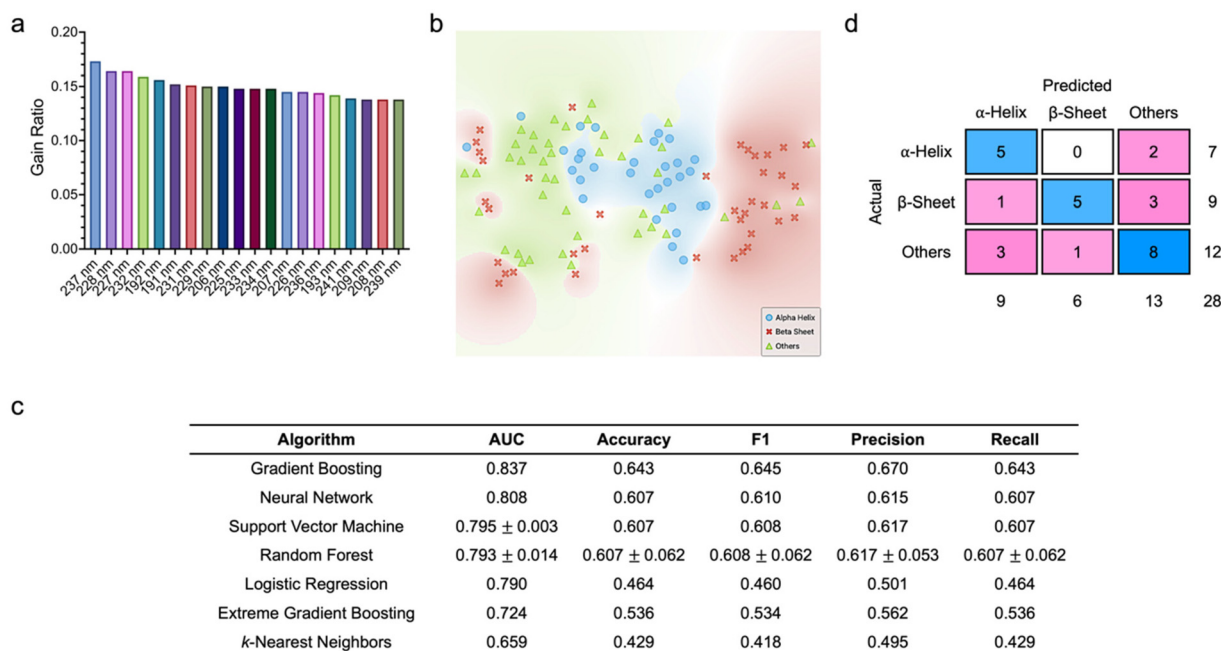 a
0.20
0.15
0.10
0.05
0.00
Gain Ratio
237 nm
228 nm
227 nm
232 nm
192 nm
191 nm
231 nm
229 nm
206 nm
225 nm
233 nm
234 nm
207 nm
226 nm
236 nm
193 nm
241 nm
209 nm
208 nm
239 nm
b
Alpha Helix
Beta Sheet
Others
d
Predicted
α-Helix β-Sheet Others
Actual
α-Helix 5 0 2 7
β-Sheet 1 5 3 9
Others 3 1 8 12
9 6 13 28
c
Algorithm AUC Accuracy F1 Precision Recall
Gradient Boosting 0.837 0.643 0.645 0.670 0.643
Neural Network 0.808 0.607 0.610 0.615 0.607
Support Vector Machine 0.795 ± 0.003 0.607 0.608 0.617 0.607
Random Forest 0.793 ± 0.014 0.607 ± 0.062 0.608 ± 0.062 0.617 ± 0.053 0.607 ± 0.062
Logistic Regression 0.790 0.464 0.460 0.501 0.464
Extreme Gradient Boosting 0.724 0.536 0.534 0.562 0.536
k-Nearest Neighbors 0.659 0.429 0.418 0.495 0.429